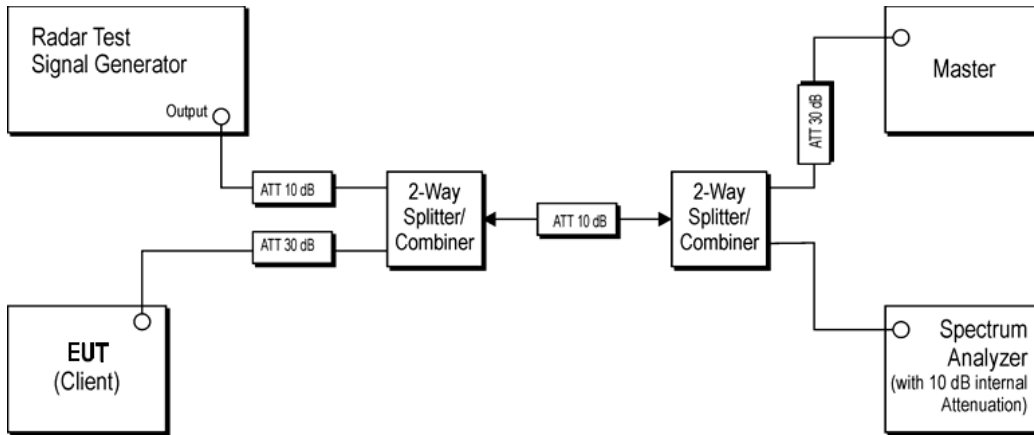 Radar Test
Signal Generator
Output
ATT 10 dB
ATT 30 dB
EUT
(Client)
2-Way
Splitter/
Combiner
ATT 10 dB
2-Way
Splitter/
Combiner
ATT 30 dB
Master
Spectrum
Analyzer
(with 10 dB internal
Attenuation)